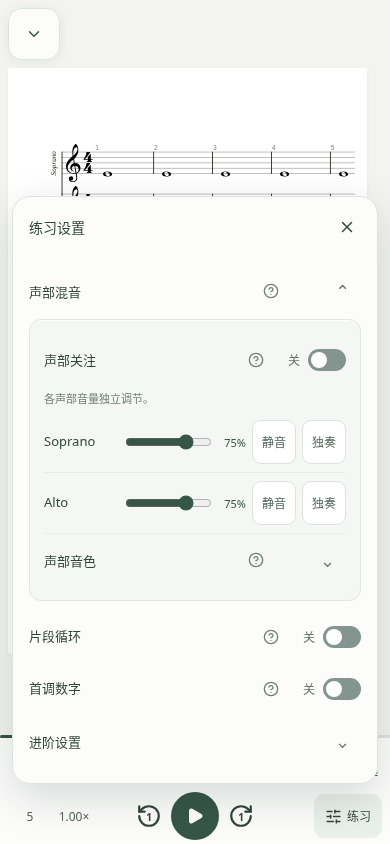 Soprano
1 2 3 4 5
4
4
练习设置
声部混音
声部关注 关
各声部音量独立调节。
Soprano 75% 静音 独奏
Alto 75% 静音 独奏
声部音色
片段循环 关
首调数字 关
进阶设置
5 1.00× 1 1 练习